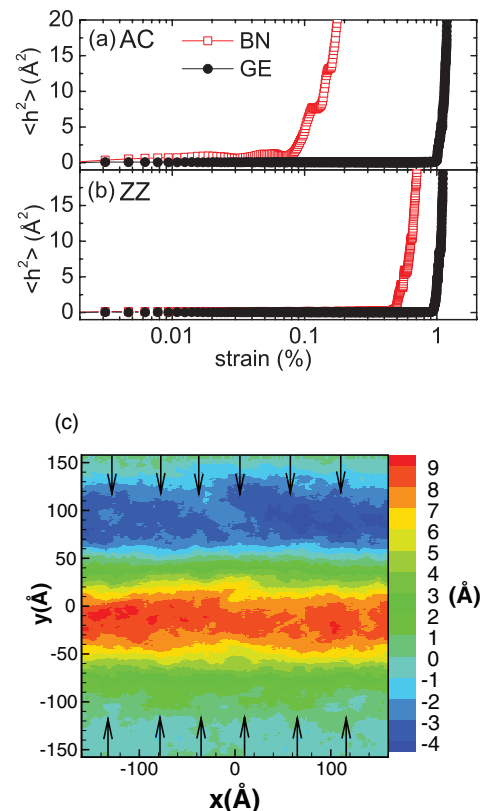 (a) AC
BN
GE
<h²> (Å²)
20
15
10
5
0
(b) ZZ
<h²> (Å²)
15
10
5
0
0.01 0.1 1
strain (%)
(c)
y(Å)
150
100
50
0
-50
-100
-150
-100 0 100
x(Å)
9
8
7
6
5
4
3
2
1
0
-1
-2
-3
-4
(Å)